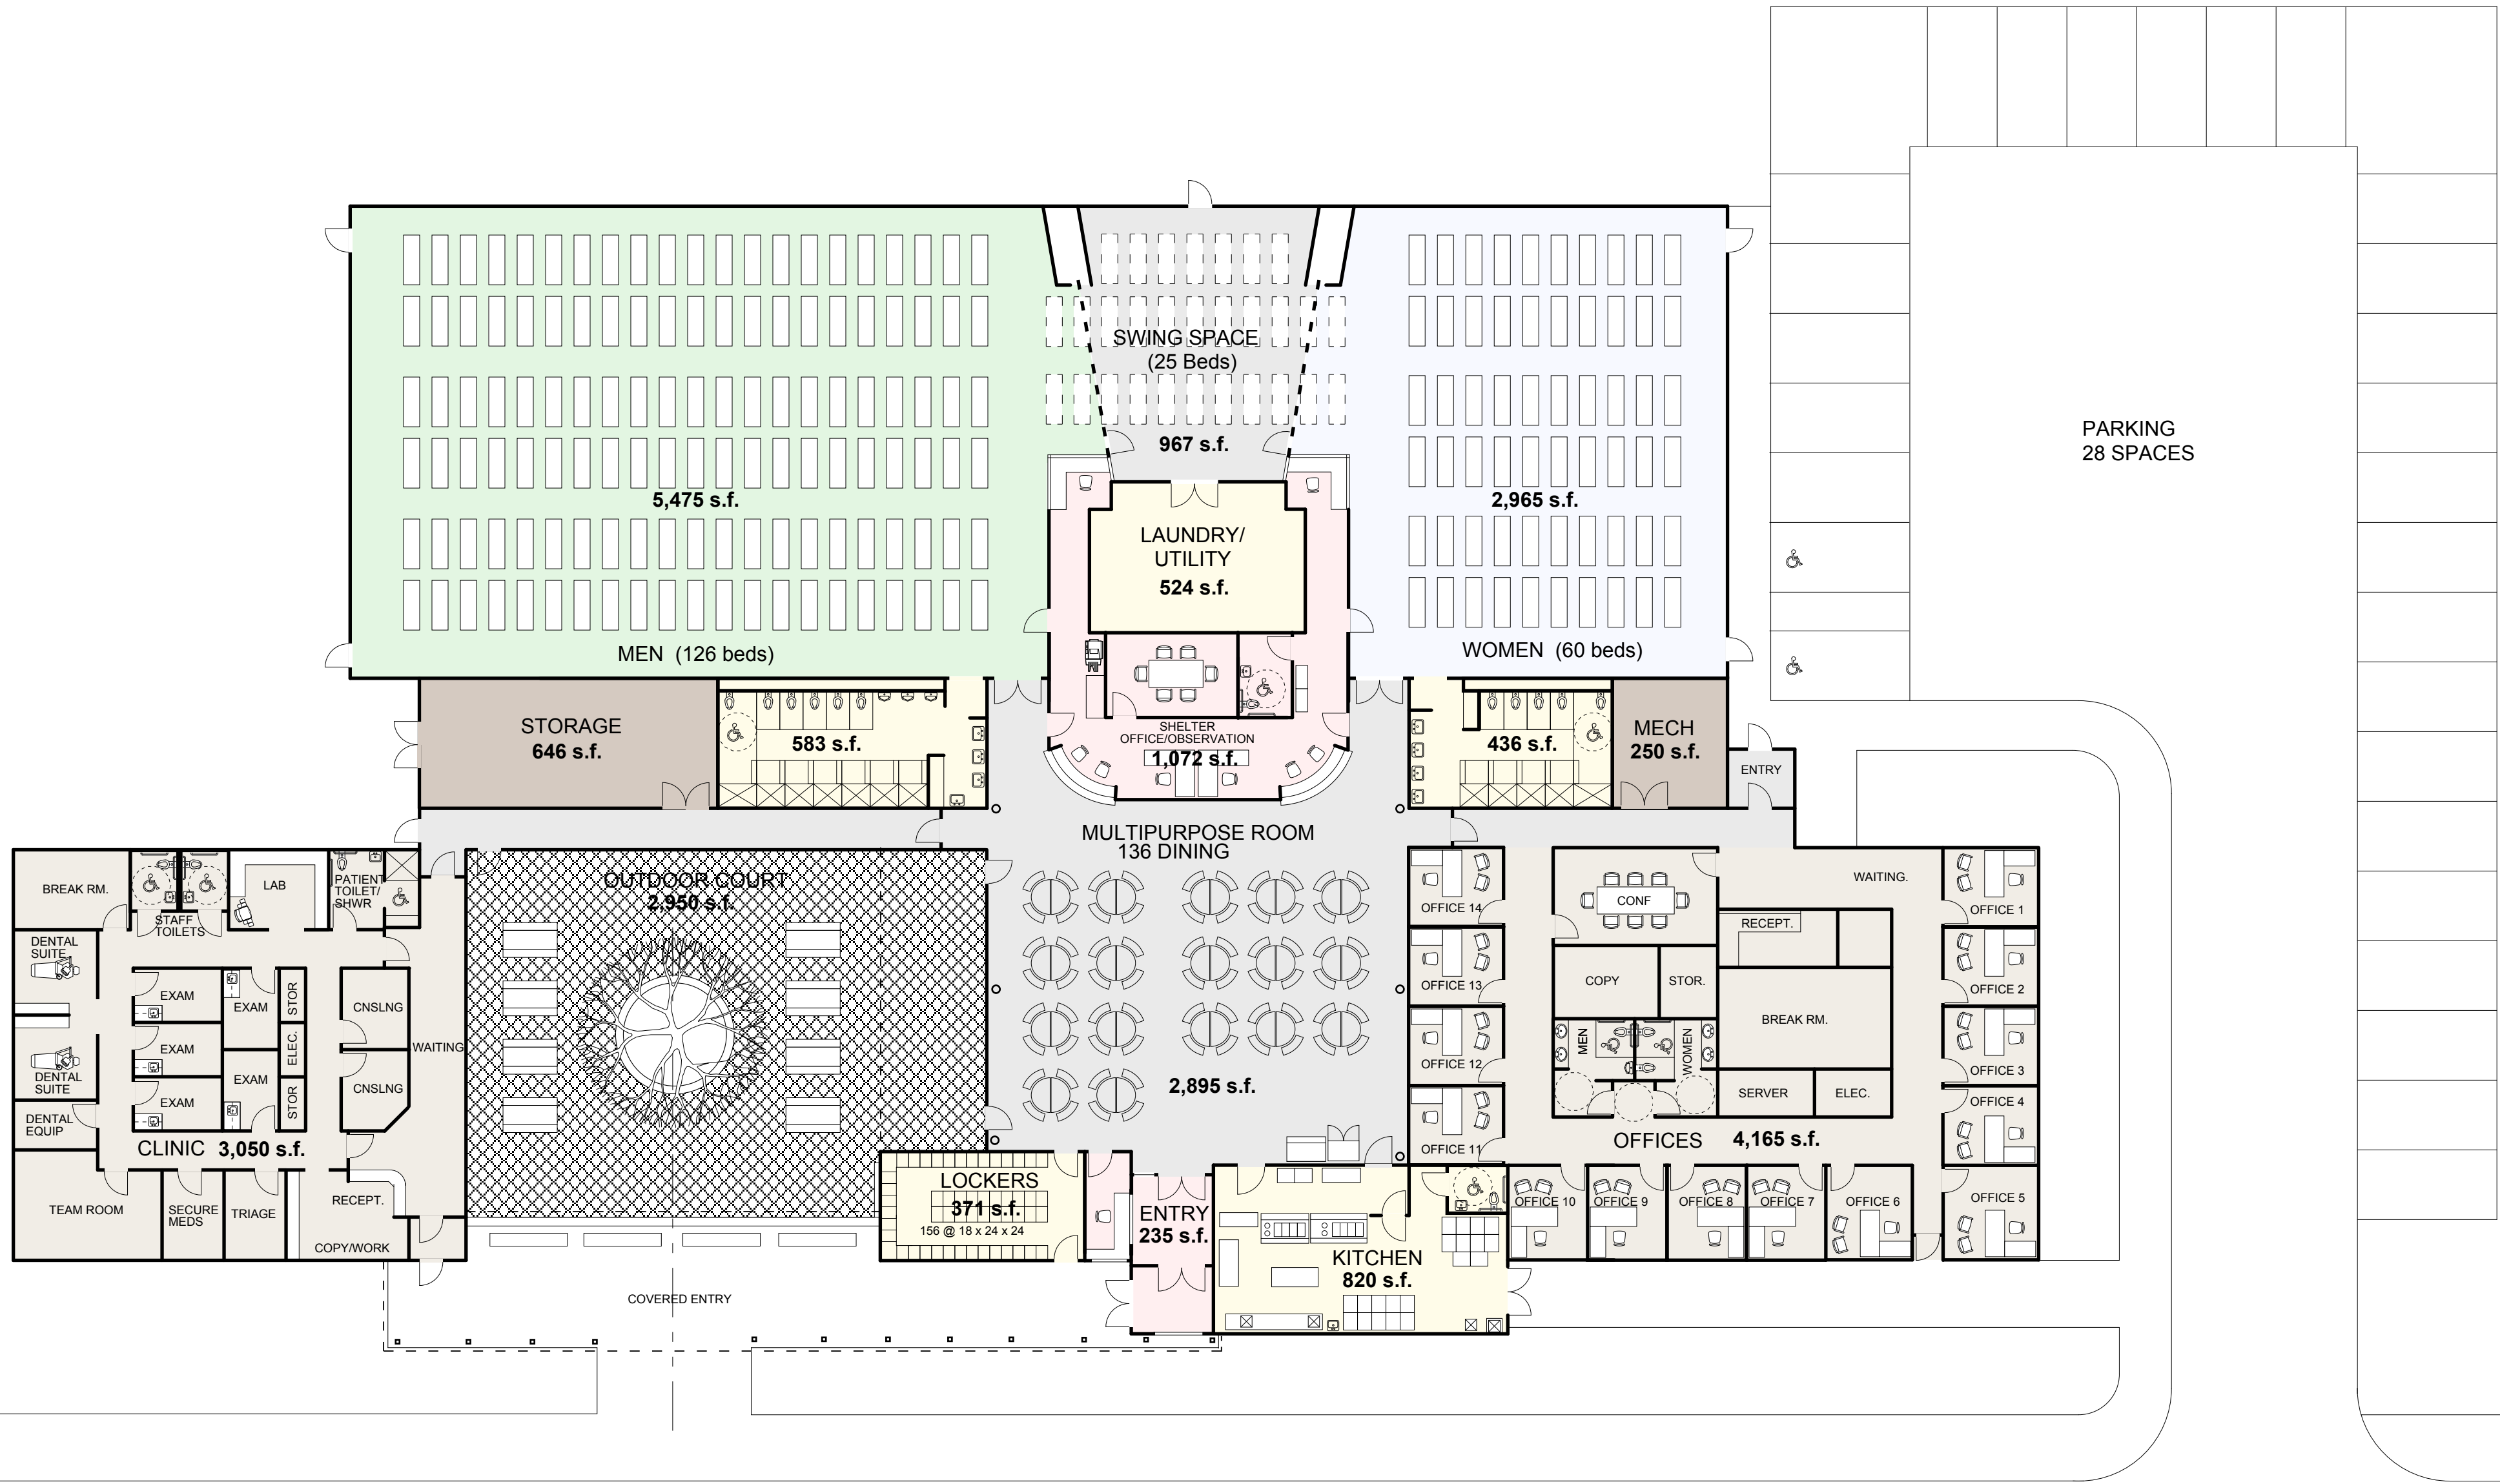 SWING SPACE
(25 Beds)
967 s.f.
PARKING
28 SPACES
5,475 s.f.
2,965 s.f.
LAUNDRY/
UTILITY
524 s.f.
MEN (126 beds)
WOMEN (60 beds)
STORAGE
646 s.f.
583 s.f.
SHELTER
OFFICE/OBSERVATION
1,072 s.f.
436 s.f.
MECH
250 s.f.
ENTRY
MULTIPURPOSE ROOM
136 DINING
2,895 s.f.
OUTDOOR COURT
2,950 s.f.
BREAK RM.
STAFF
TOILETS
LAB
PATIENT
TOILET/
SHWR
DENTAL
SUITE
EXAM
EXAM
STOR
CNSLNG
EXAM
ELEC.
WAITING
DENTAL
SUITE
EXAM
EXAM
STOR
CNSLNG
DENTAL
EQUIP
CLINIC 3,050 s.f.
TEAM ROOM
SECURE
MEDS
TRIAGE
RECEPT.
COPY/WORK
COVERED ENTRY
LOCKERS
371 s.f.
156 @ 18 x 24 x 24
ENTRY
235 s.f.
KITCHEN
820 s.f.
OFFICE 14
CONF
WAITING.
OFFICE 1
RECEPT.
OFFICE 13
COPY
STOR.
OFFICE 2
BREAK RM.
MEN
WOMEN
OFFICE 12
OFFICE 3
SERVER
ELEC.
OFFICE 4
OFFICE 11
OFFICES 4,165 s.f.
OFFICE 10
OFFICE 9
OFFICE 8
OFFICE 7
OFFICE 6
OFFICE 5